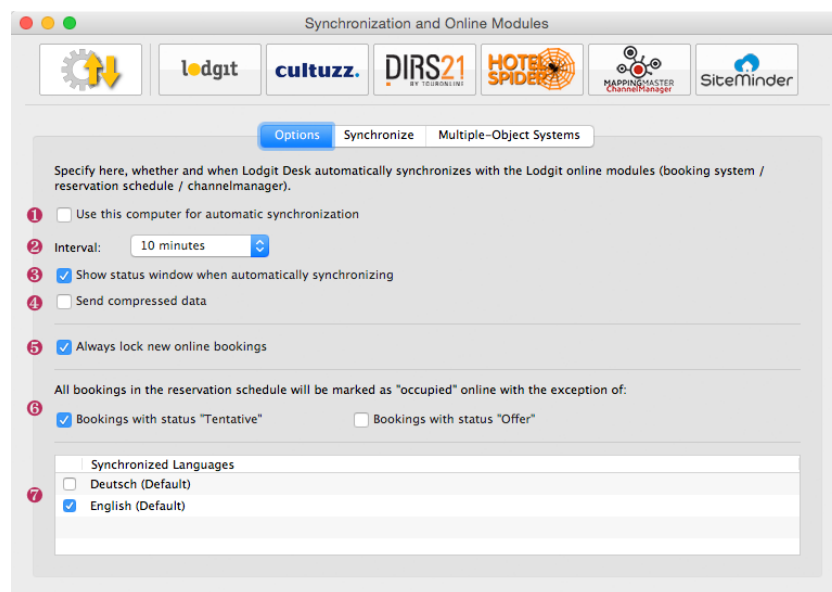 Synchronization and Online Modules
lodgıt
cultuzz.
DIRS21
BY TOURONLINE
HOTEL
SPIDER
MAPPINGMASTER
ChannelManager
SiteMinder
Options Synchronize Multiple-Object Systems
Specify here, whether and when Lodgit Desk automatically synchronizes with the Lodgit online modules (booking system /
reservation schedule / channelmanager).
1 Use this computer for automatic synchronization
2 Interval: 10 minutes
3 Show status window when automatically synchronizing
4 Send compressed data
5 Always lock new online bookings
All bookings in the reservation schedule will be marked as "occupied" online with the exception of:
6
Bookings with status "Tentative" Bookings with status "Offer"
Synchronized Languages
Deutsch (Default)
7
English (Default)